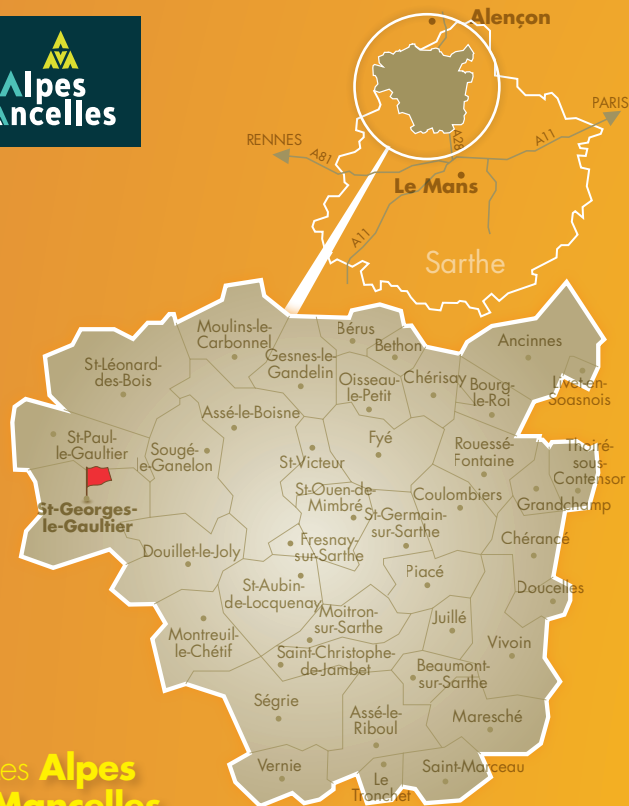 Alpes
ancelles
Alençon
PARIS
RENNES
A81
A28
A11
Le Mans
A11
Sarthe
Moulins-le-
Carbonnel
Bérus
Bethon
Ancinnes
St-Léonard-
des-Bois
Gesnes-le-
Gandelin
Oisseau-
le-Petit
Chérisay
Bourg-
le-Roi
Livet-en-
Soasnois
Assé-le-Boisne
St-Paul-
le-Gaultier
Sougé-
le-Ganelon
Fyé
Rouessé-
Fontaine
Thoiré-
sous-
Contensor
St-Victeur
St-Georges-
le-Gaultier
St-Ouen-de-
Mimbré
St-Germain-
sur-Sarthe
Coulombiers
Grandchamp
Douillet-le-Joly
Fresnay-
sur-Sarthe
Chérancé
St-Aubin-
de-Locquenay
Piacé
Doucelles
Montreuil-
le-Chétif
Moitron-
sur-Sarthe
Juillé
Vivoin
Saint-Christophe-
de-Jambet
Beaumont-
sur-Sarthe
Ségrie
Assé-le-
Riboul
Maresché
Vernie
Le
Tronchet
Saint-Marceau
es Alpes
Mancelles